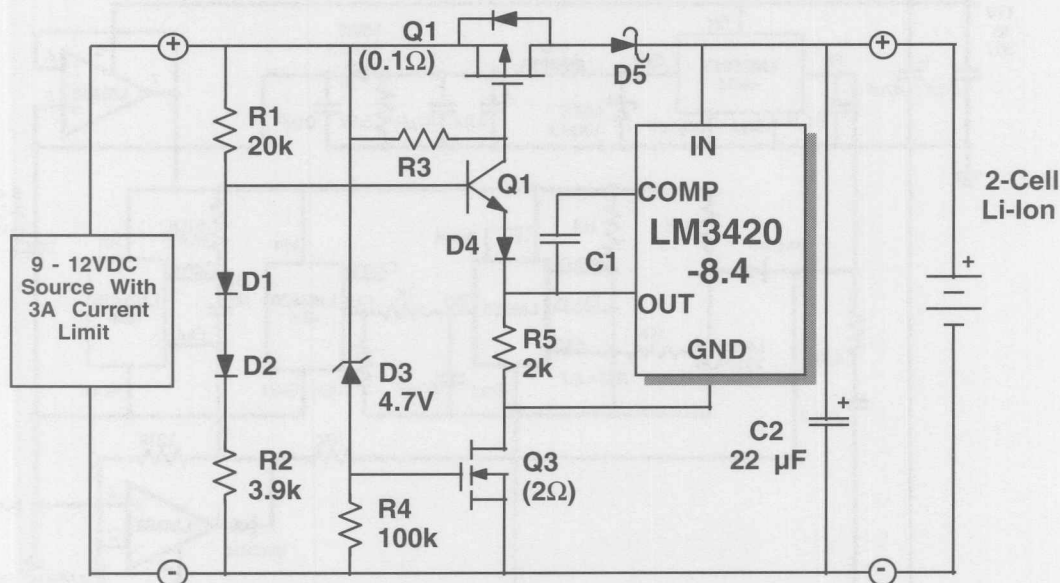 Q1
(0.1Ω)
D5
R1
20k
R3
Q1
D4
C1
IN
COMP
LM3420
-8.4
OUT
GND
2-Cell
Li-Ion
9 - 12VDC
Source With
3A Current
Limit
D1
D2
D3
4.7V
R5
2k
R2
3.9k
R4
100k
Q3
(2Ω)
C2
22 µF
+
+
+
+
-
-